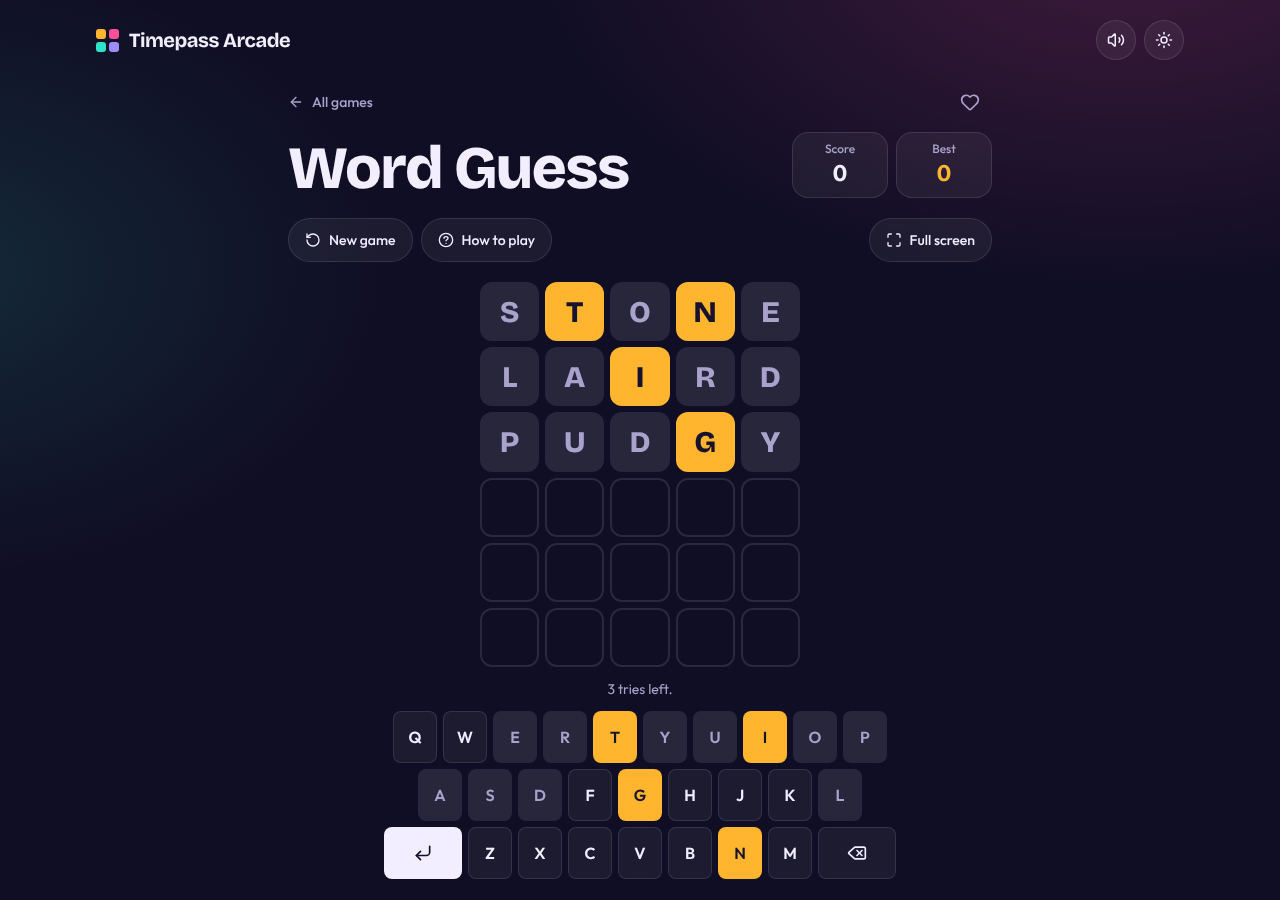 Timepass Arcade
All games
Word Guess
Score
0
Best
0
New game
How to play
Full screen
S T O N E
L A I R D
P U D G Y
3 tries left.
Q W E R T Y U I O P
A S D F G H J K L
Z X C V B N M